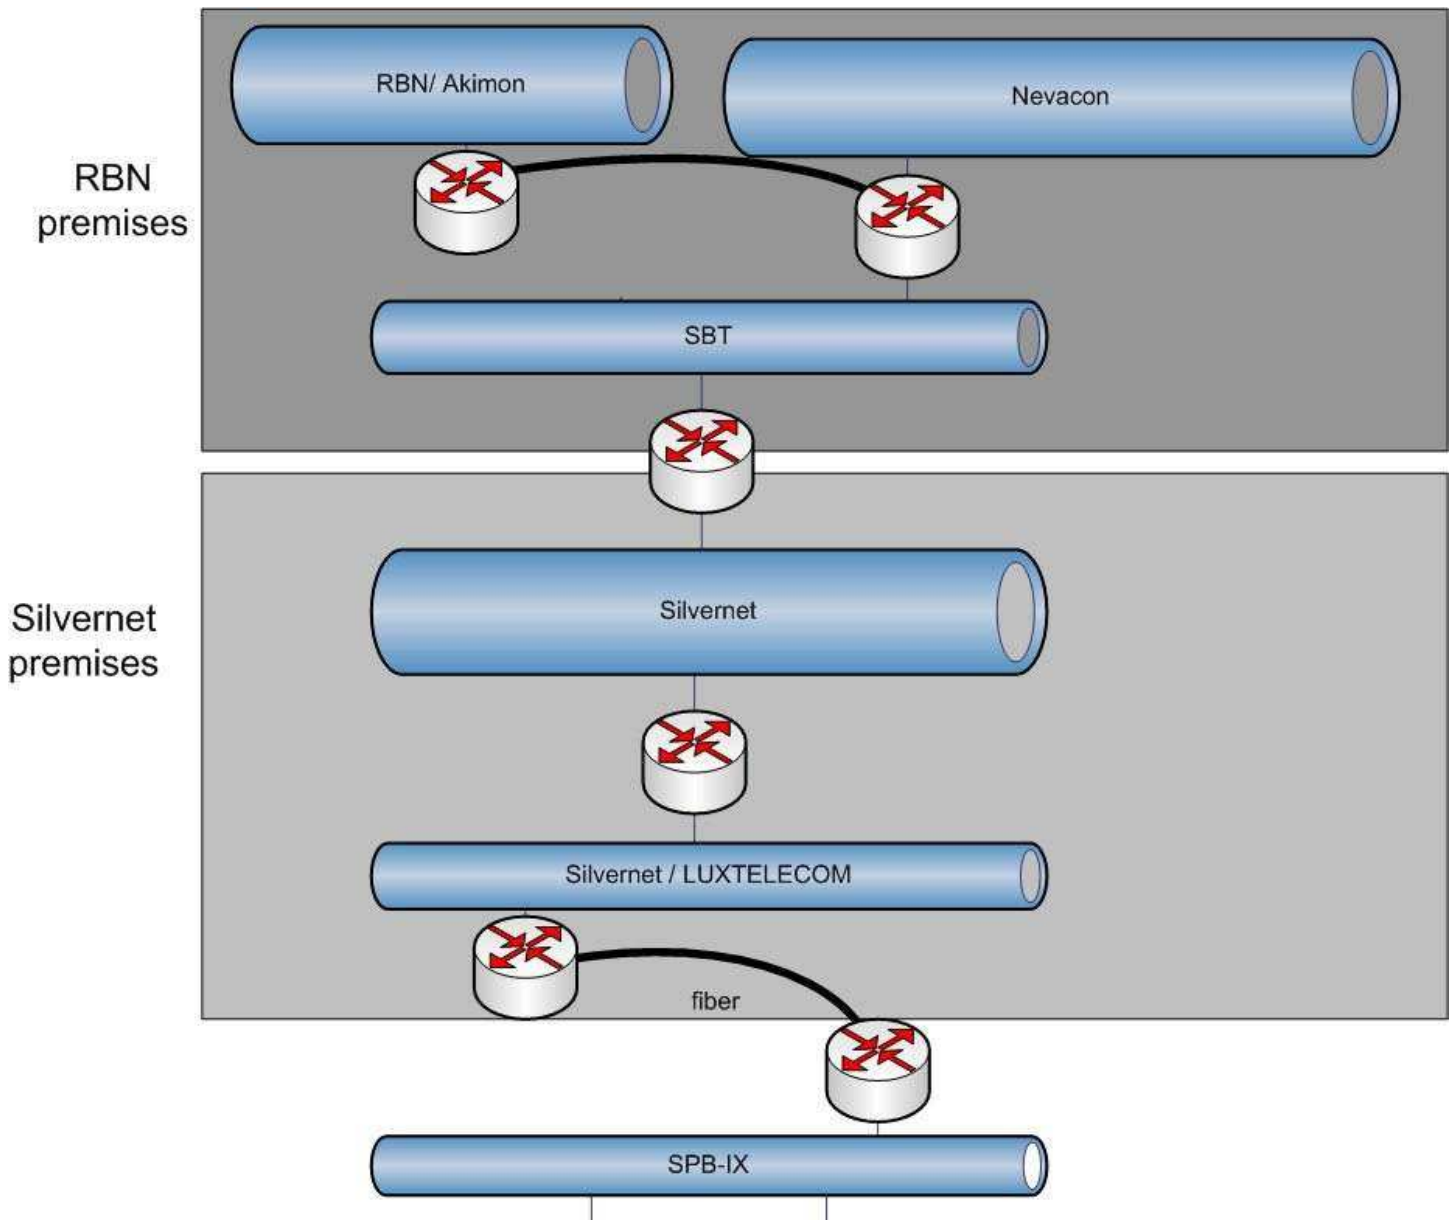 RBN/ Akimon
Nevacon
RBN
premises
SBT
Silvernet
premises
Silvernet
Silvernet / LUXTELECOM
fiber
SPB-IX